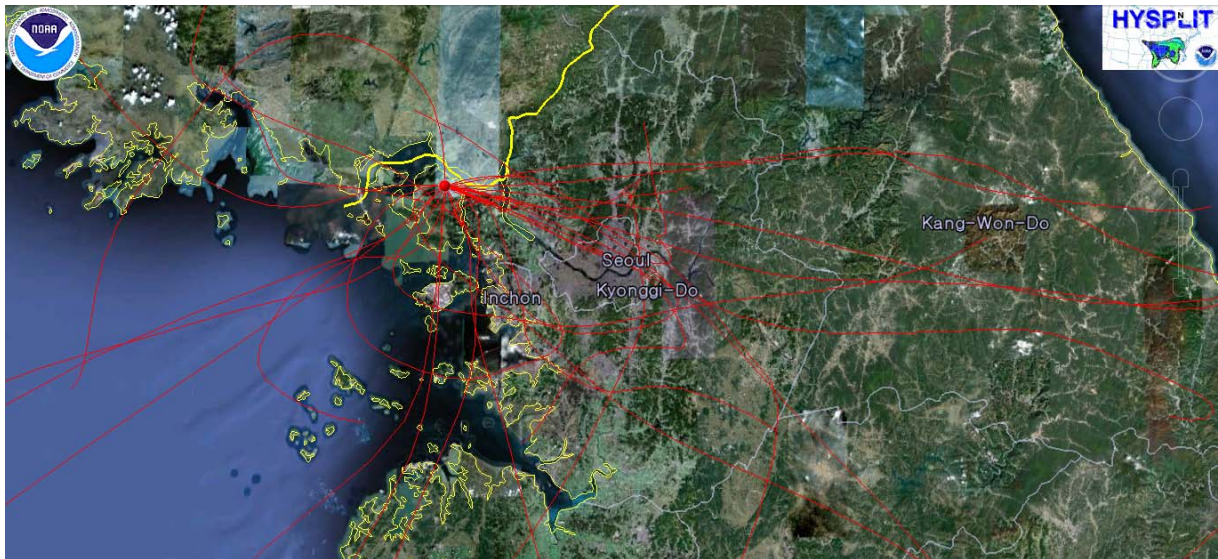 NOAA
HYSPLIT
N
Kang-Won-Do
Seoul
Kyonggi-Do
Inchon